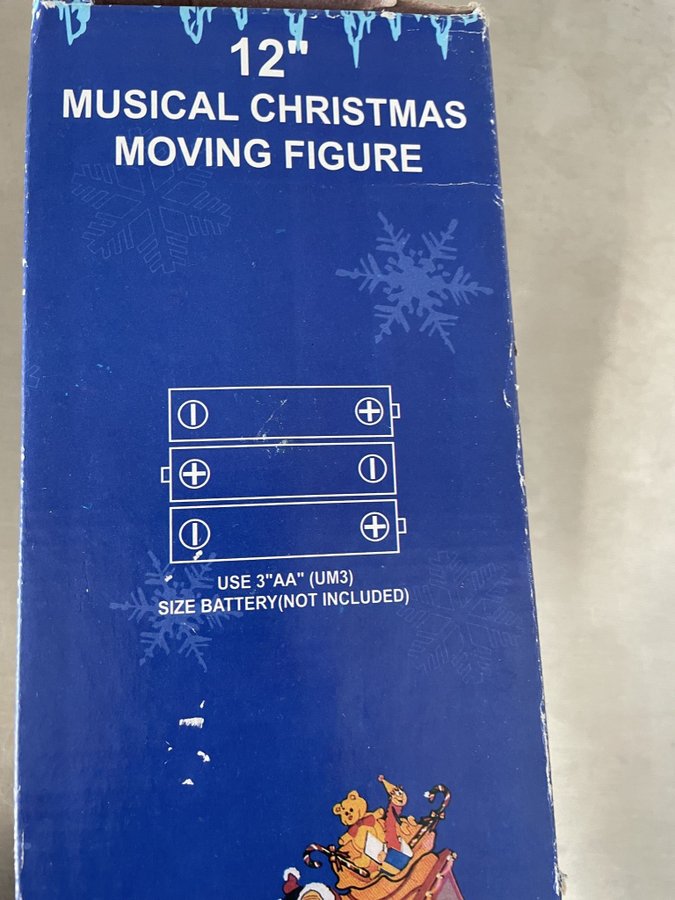 12"
MUSICAL CHRISTMAS
MOVING FIGURE
USE 3"AA" (UM3)
SIZE BATTERY(NOT INCLUDED)